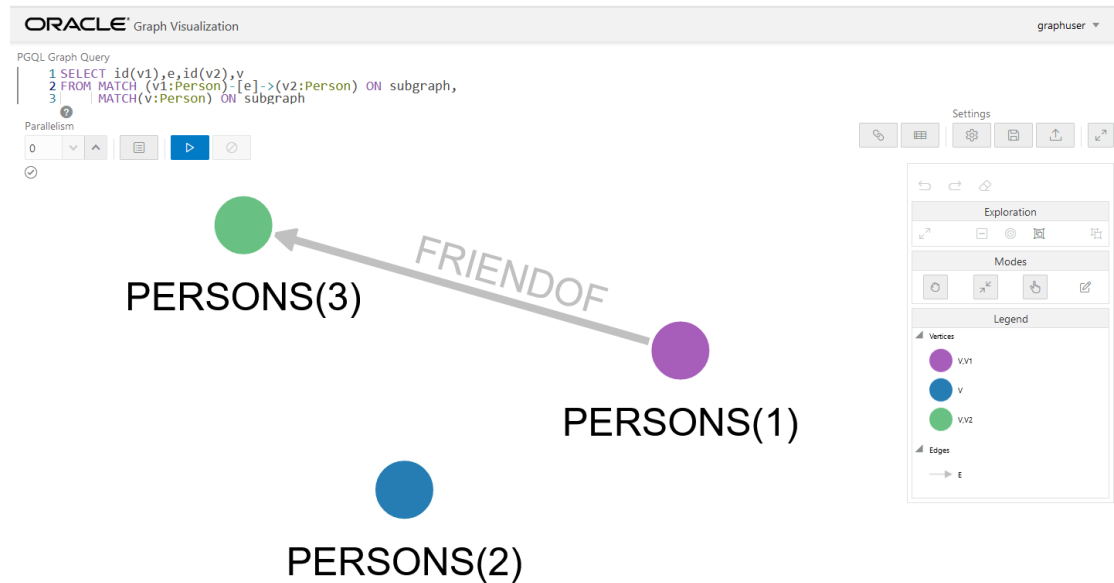 ORACLE® Graph Visualization
graphuser
PGQL Graph Query
1 SELECT id(v1),e,id(v2),v
2 FROM MATCH (v1:Person)-[e]->(v2:Person) ON subgraph,
3 MATCH(v:Person) ON subgraph
?
Parallelism
Settings
0
Exploration
Modes
Legend
Vertices
V,V1
V
V,V2
Edges
E
FRIENDOF
PERSONS(3)
PERSONS(1)
PERSONS(2)